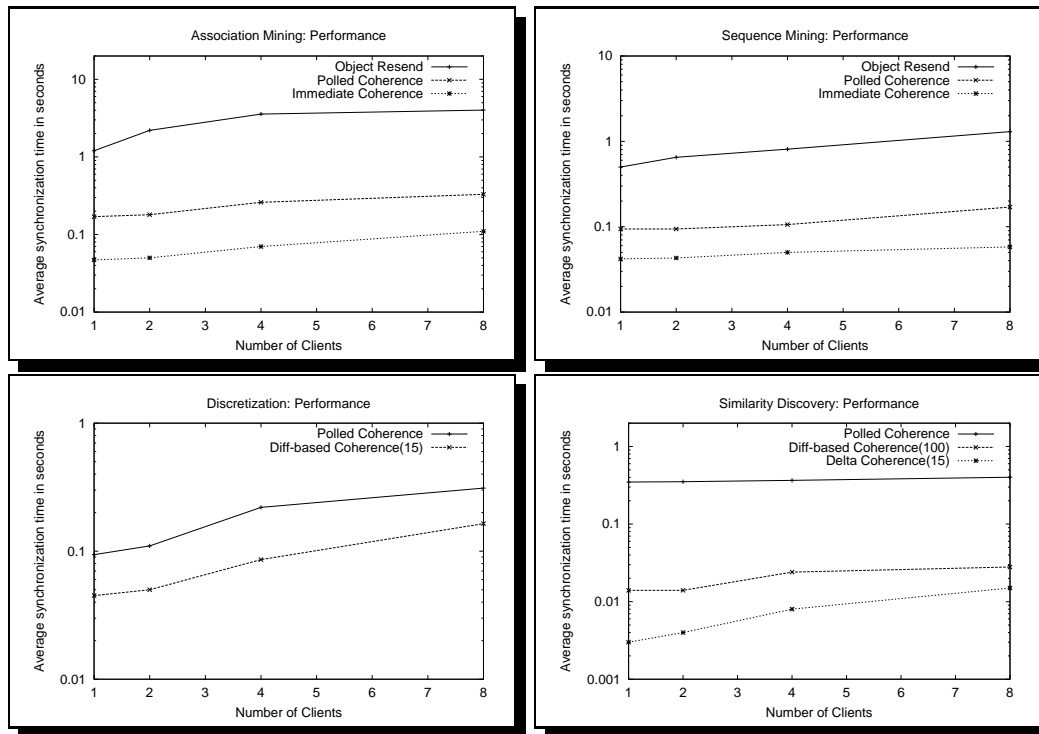 Association Mining: Performance
Average synchronization time in seconds
10
1
0.1
0.01
Object Resend
Polled Coherence
Immediate Coherence
1 2 3 4 5 6 7 8
Number of Clients
Sequence Mining: Performance
Average synchronization time in seconds
10
1
0.1
0.01
Object Resend
Polled Coherence
Immediate Coherence
1 2 3 4 5 6 7 8
Number of Clients
Discretization: Performance
Average synchronization time in seconds
1
0.1
0.01
Polled Coherence
Diff-based Coherence(15)
1 2 3 4 5 6 7 8
Number of Clients
Similarity Discovery: Performance
Average synchronization time in seconds
1
0.1
0.01
0.001
Polled Coherence
Diff-based Coherence(100)
Delta Coherence(15)
1 2 3 4 5 6 7 8
Number of Clients